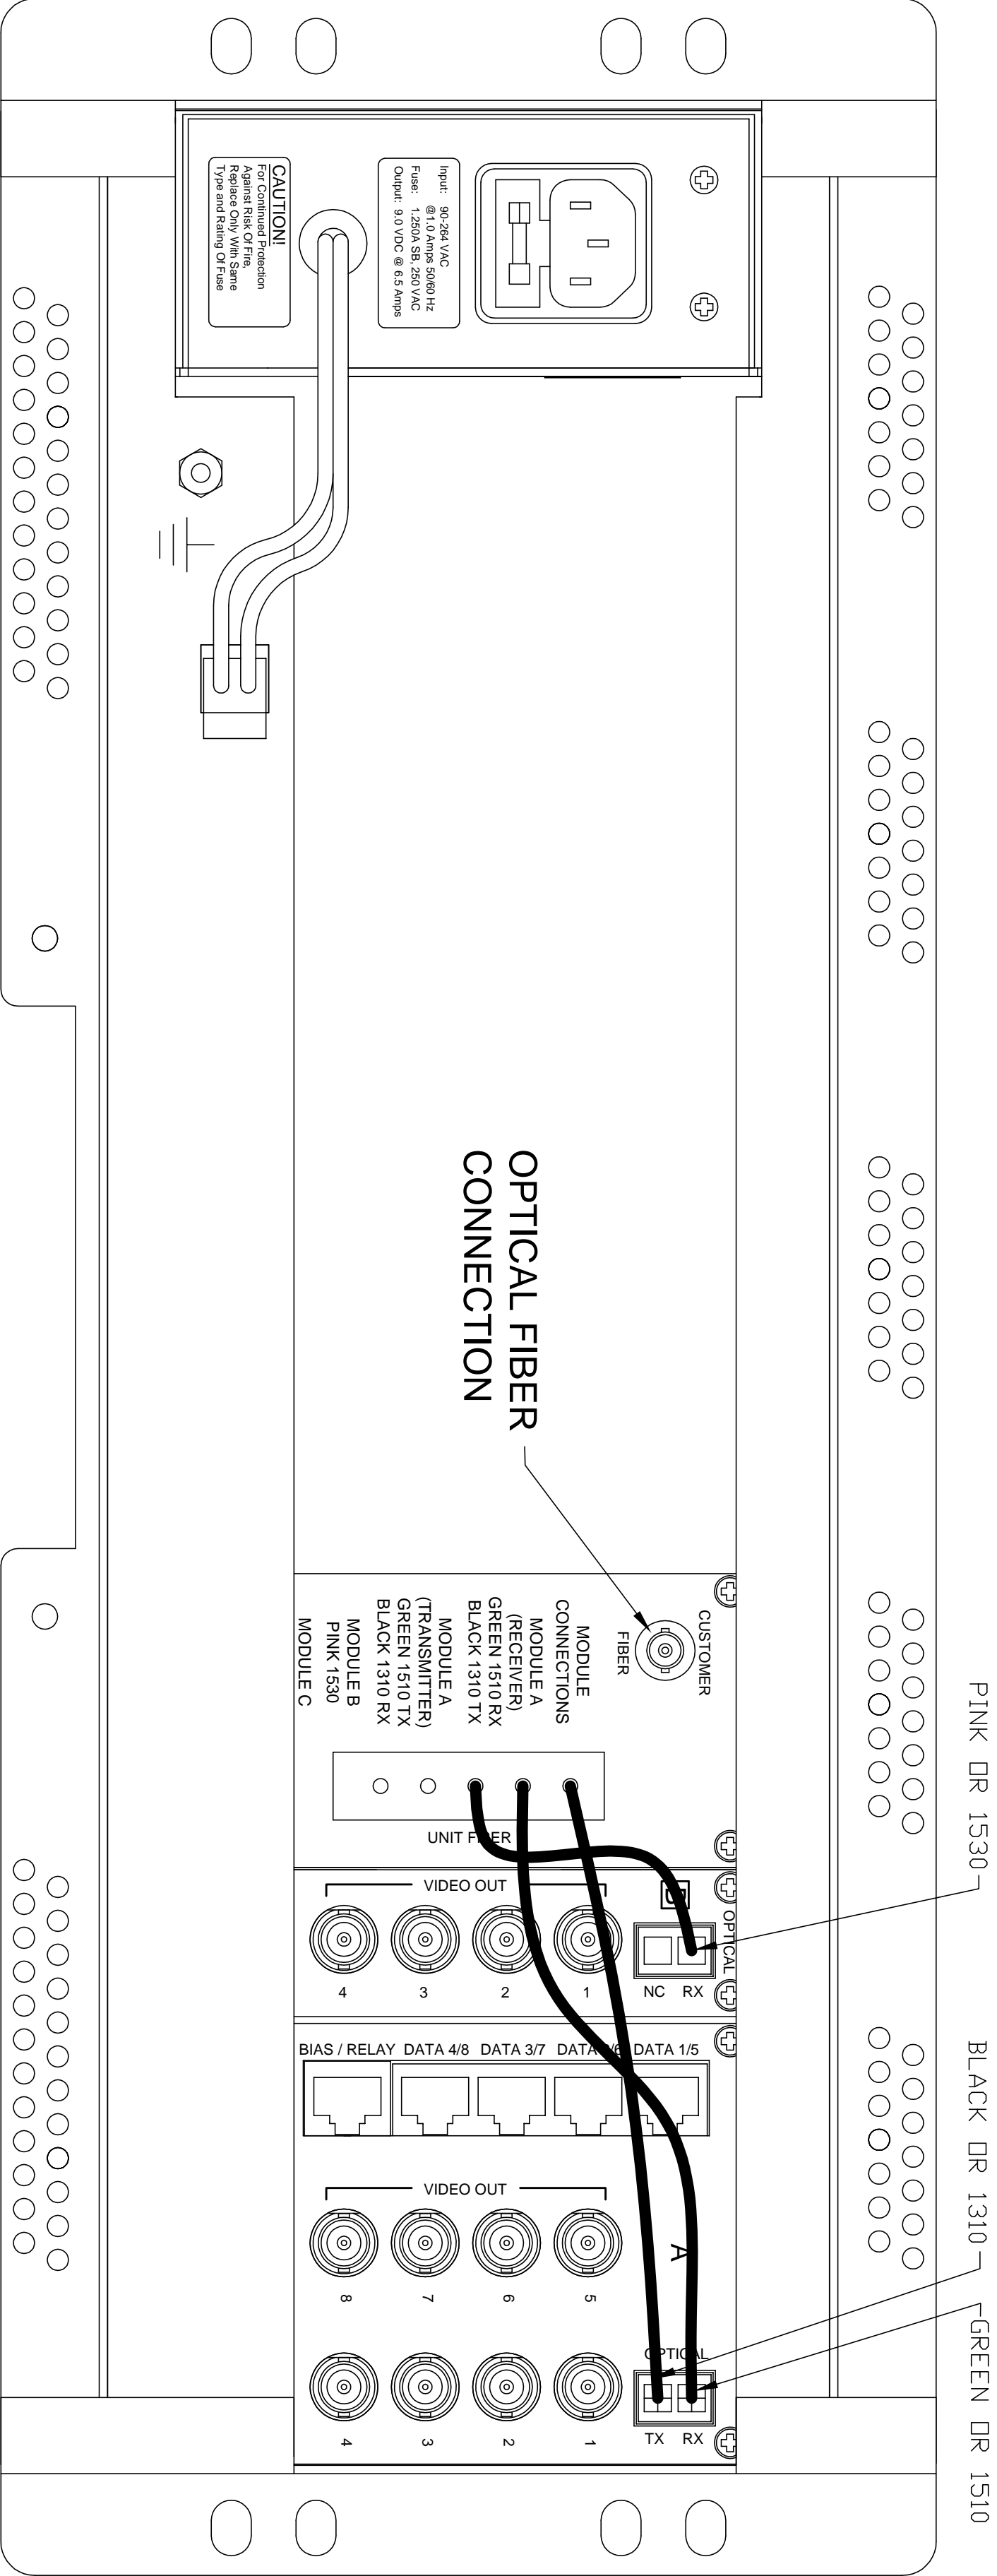 PINK OR 1530
BLACK OR 1310
GREEN OR 1510
CAUTION!
For Continued Protection
Against Risk Of Fire,
Replace Only With Same
Type and Rating Of Fuse
Input: 90-264 VAC
@1.0 Amps 50/60 Hz
Fuse: 1.250A SB, 250 VAC
Output: 9.0 VDC @ 6.5 Amps
OPTICAL FIBER
CONNECTION
CUSTOMER
FIBER
MODULE
CONNECTIONS
MODULE A
(RECEIVER)
GREEN 1510 RX
BLACK 1310 TX
MODULE A
(TRANSMITTER)
GREEN 1510 TX
BLACK 1310 RX
MODULE B
PINK 1530
MODULE C
UNIT FIBER
VIDEO OUT
4
3
2
1
OPTICAL
NC
RX
BIAS / RELAY
DATA 4/8
DATA 3/7
DATA 2/6
DATA 1/5
VIDEO OUT
8
7
6
5
A
OPTICAL
4
3
2
1
TX
RX